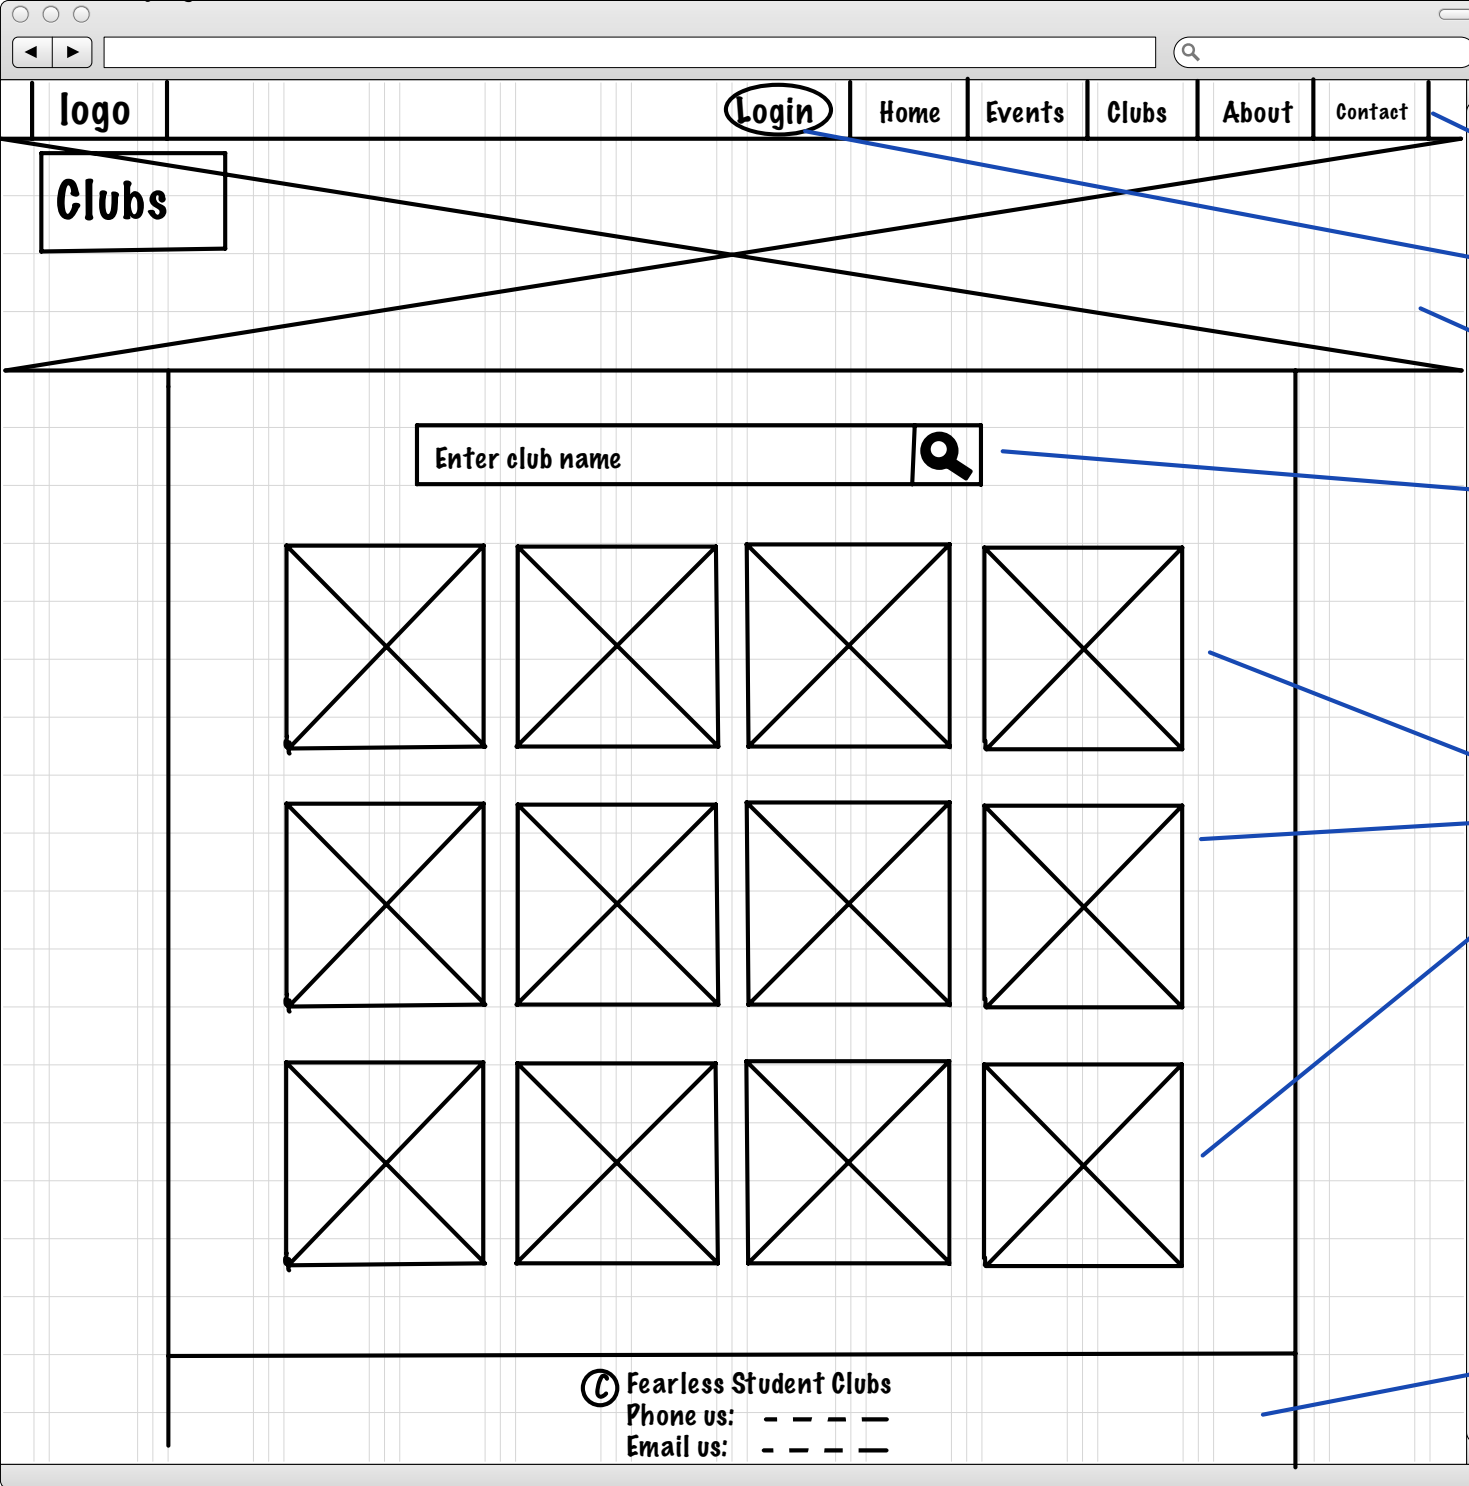 logo
Login Home Events Clubs About Contact
Clubs
Enter club name
© Fearless Student Clubs
Phone us:
Email us: